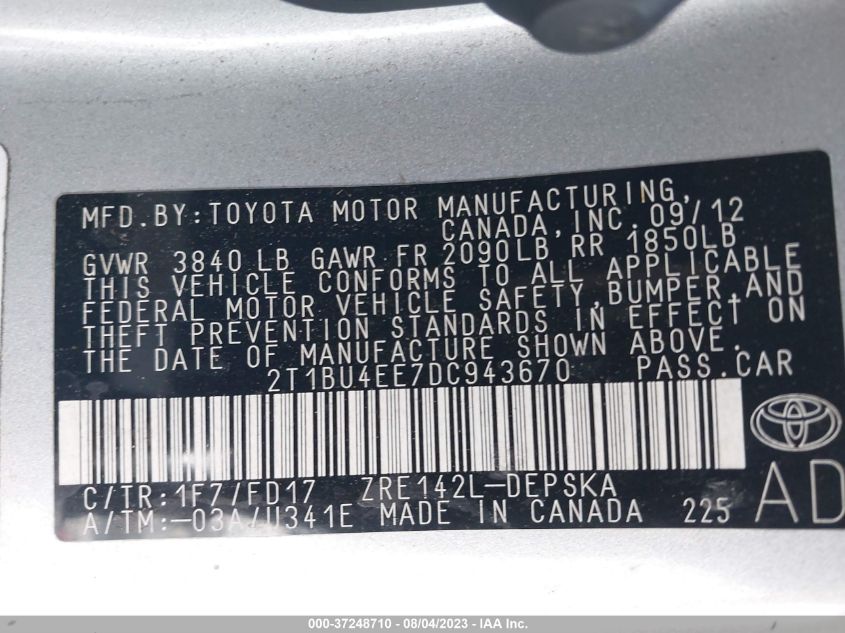 MFD.BY:TOYOTA MOTOR MANUFACTURING,
CANADA,INC.09/12
GVWR 3840 LB GAWR FR 2090LB RR 1850LB
THIS VEHICLE CONFORMS TO ALL APPLICABLE
FEDERAL MOTOR VEHICLE SAFETY,BUMPER,AND
THEFT PREVENTION STANDARDS IN EFFECT ON
THE DATE OF MANUFACTURE SHOWN ABOVE.
2T1BU4EE7DC943670 PASS.CAR
C/TR:1F7/FD17 ZRE142L-DEPSKA
A/TM:-03A/U341E MADE IN CANADA 225 AD
000-37248710 - 08/04/2023 - IAA Inc.